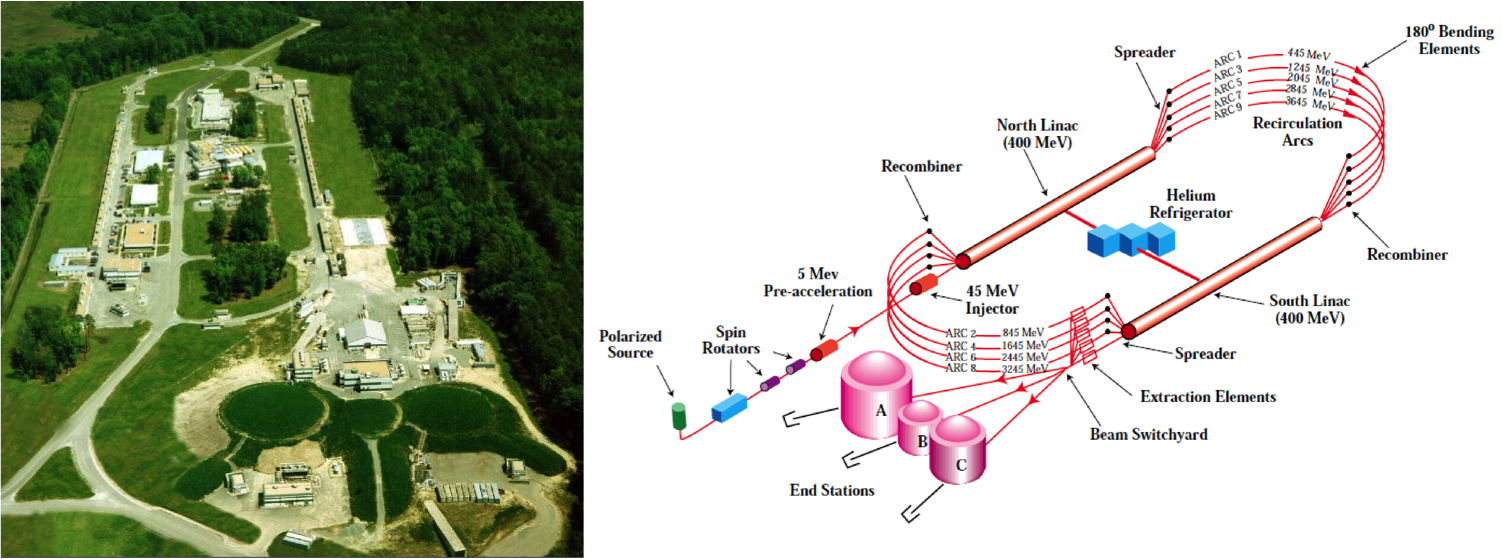 180º Bending
Elements
Spreader
ARC 1 445 MeV
ARC 3 1245 MeV
ARC 5 2045 MeV
ARC 7 2845 MeV
ARC 9 3645 MeV
Recirculation
Arcs
North Linac
(400 MeV)
Recombiner
Helium
Refrigerator
Recombiner
5 Mev
Pre-acceleration
45 MeV
Injector
South Linac
(400 MeV)
Polarized
Source
Spin
Rotators
ARC 2 845 MeV
ARC 4 1645 MeV
ARC 6 2445 MeV
ARC 8 3245 MeV
Spreader
Extraction Elements
A
B
C
Beam Switchyard
End Stations